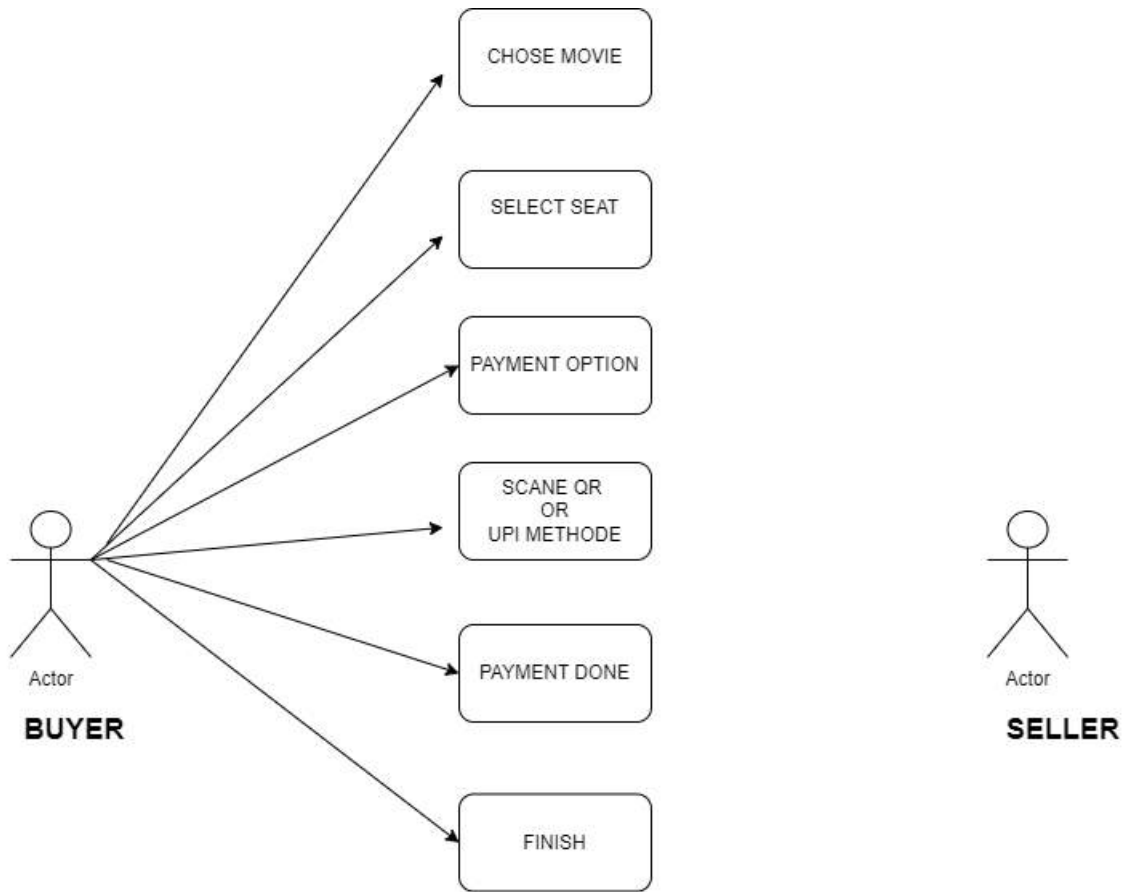 CHOSE MOVIE
SELECT SEAT
PAYMENT OPTION
SCANE QR
OR
UPI METHODE
PAYMENT DONE
FINISH
Actor
BUYER
Actor
SELLER